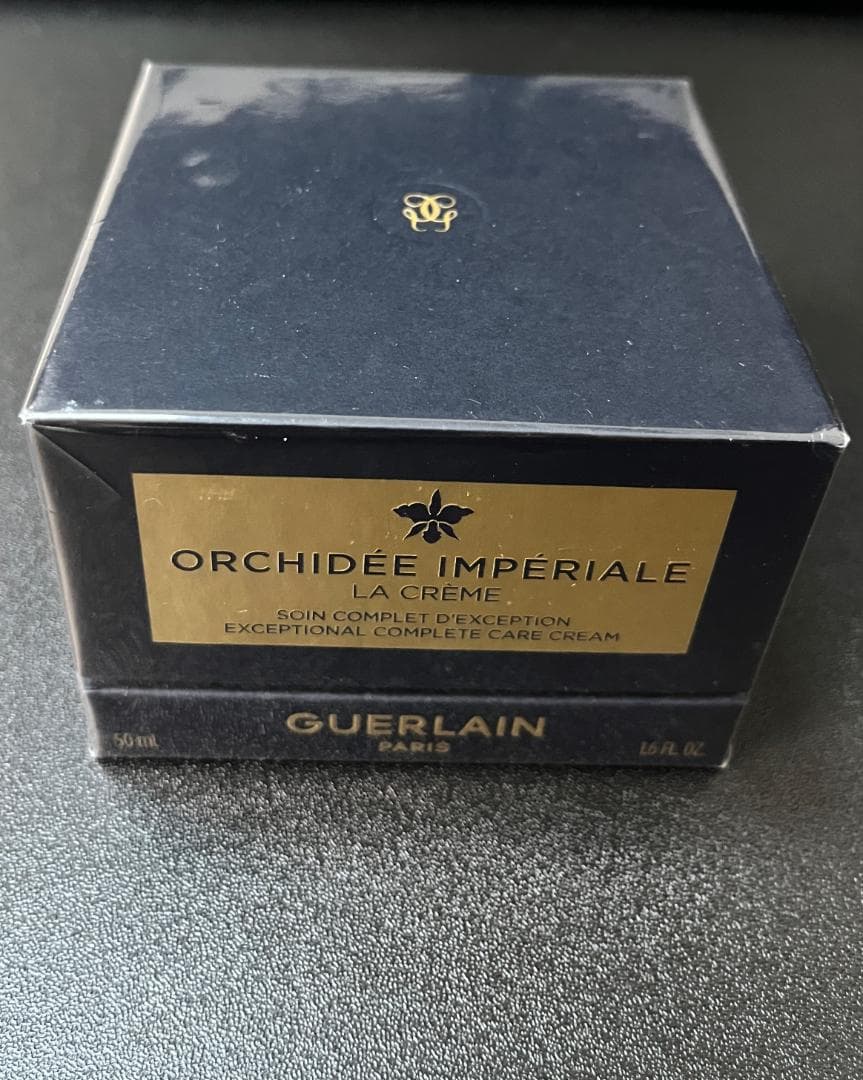 ORCHIDÉE IMPÉRIALE
LA CRÈME
SOIN COMPLET D'EXCEPTION
EXCEPTIONAL COMPLETE CARE CREAM
GUERLAIN
PARIS
50 ml
1.6 FL. OZ.